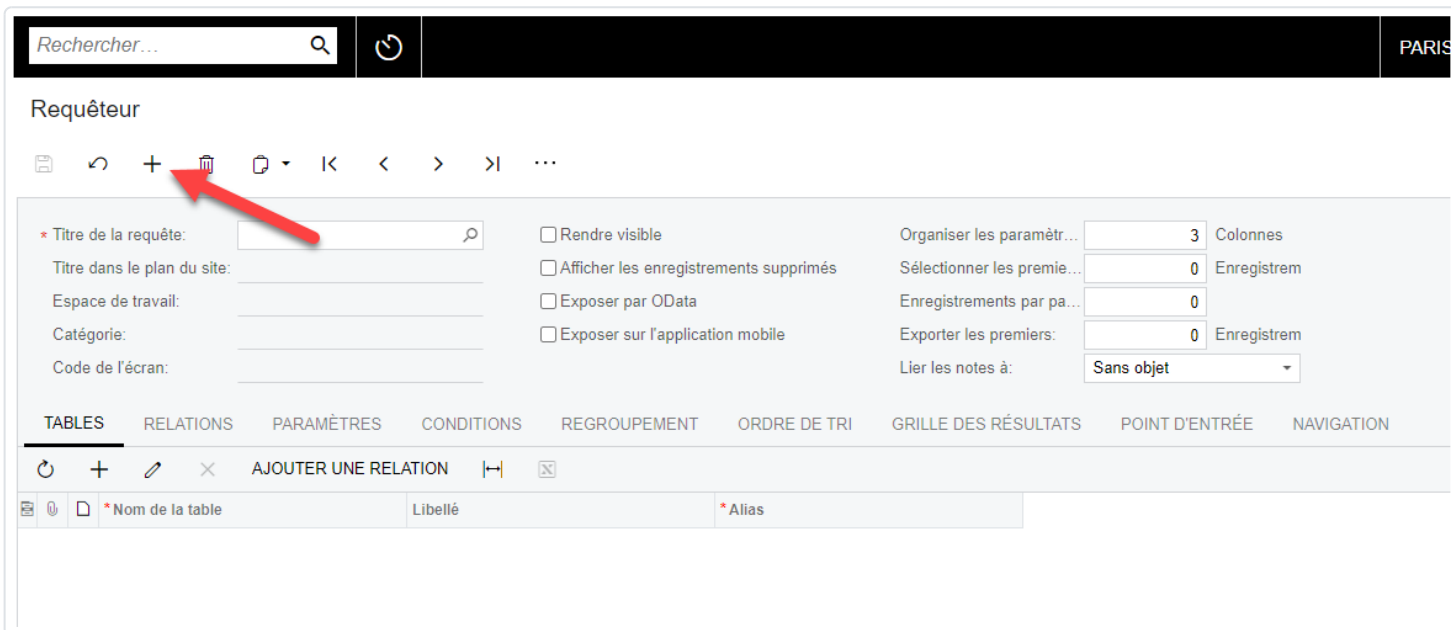 Rechercher...
PARIS
Requêteur
* Titre de la requête:
Titre dans le plan du site:
Espace de travail:
Catégorie:
Code de l'écran:
Rendre visible
Afficher les enregistrements supprimés
Exposer par OData
Exposer sur l'application mobile
Organiser les paramètr... 3 Colonnes
Sélectionner les premie... 0 Enregistrem
Enregistrements par pa... 0
Exporter les premiers: 0 Enregistrem
Lier les notes à: Sans objet
TABLES RELATIONS PARAMÈTRES CONDITIONS REGROUPEMENT ORDRE DE TRI GRILLE DES RÉSULTATS POINT D'ENTRÉE NAVIGATION
AJOUTER UNE RELATION
* Nom de la table Libellé * Alias